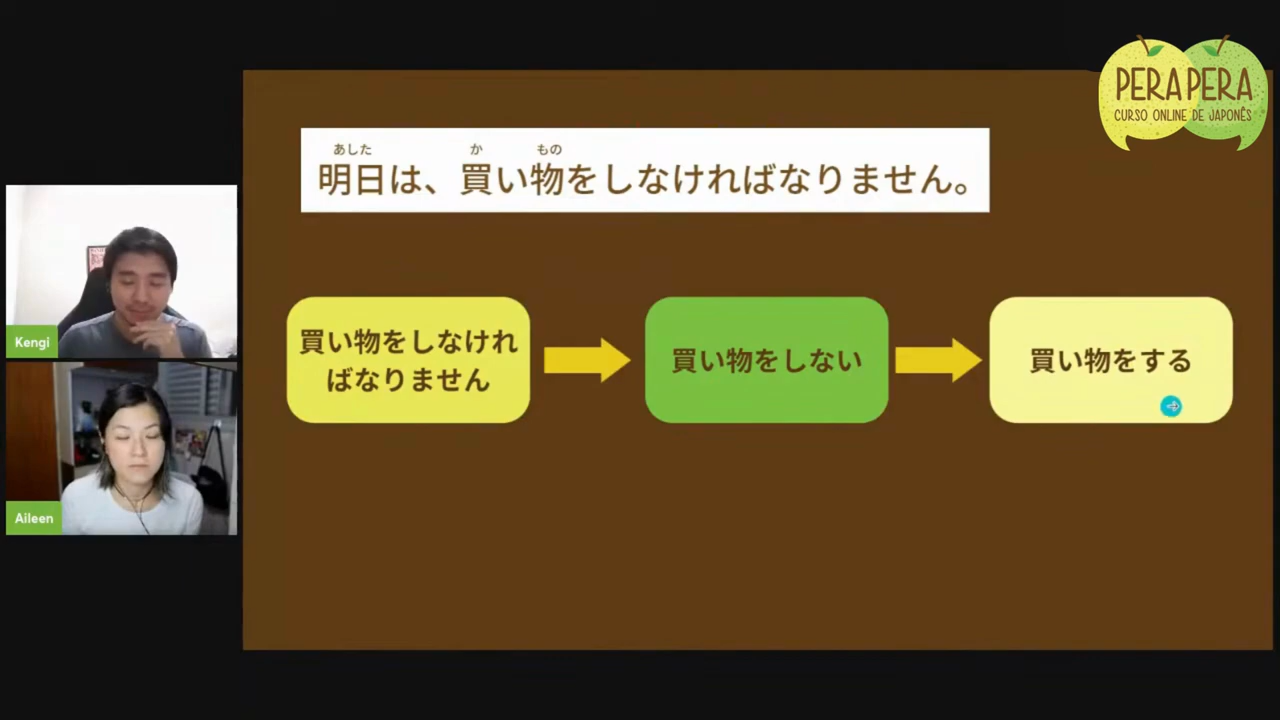 PERA PERA
CURSO ONLINE DE JAPONÊS
あした か もの
明日は、買い物をしなければなりません。
買い物をしなけれ
ばなりません
買い物をしない
買い物をする
Kengi
Aileen